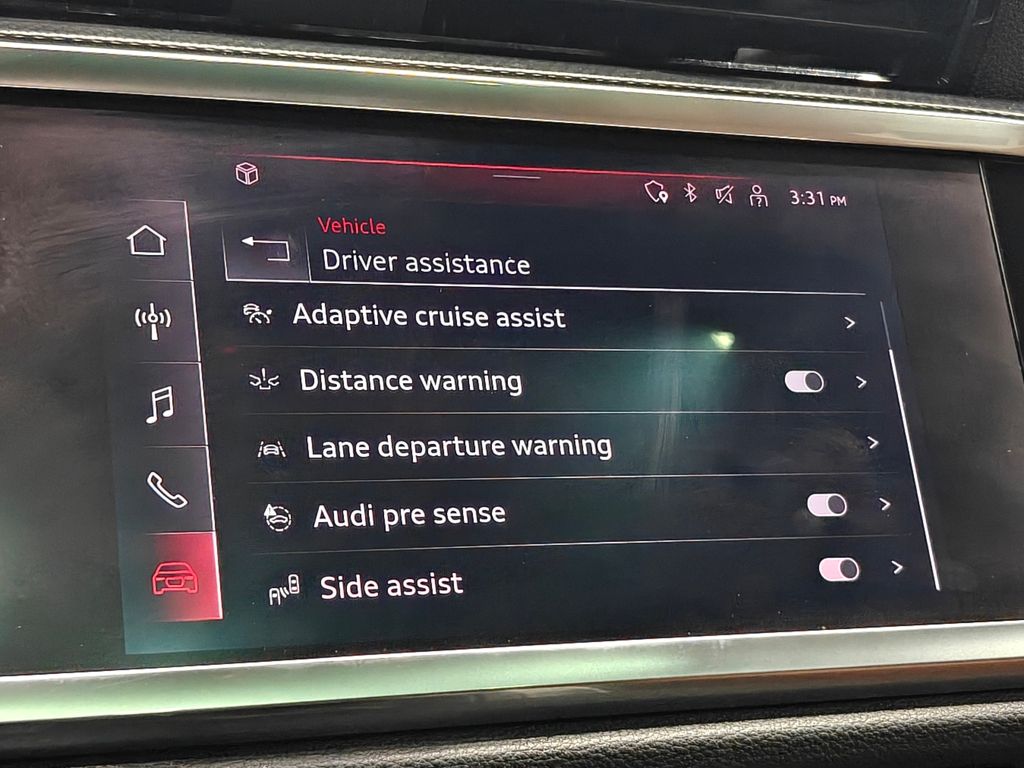 3:31 PM
Vehicle
Driver assistance
Adaptive cruise assist
Distance warning
Lane departure warning
Audi pre sense
Side assist